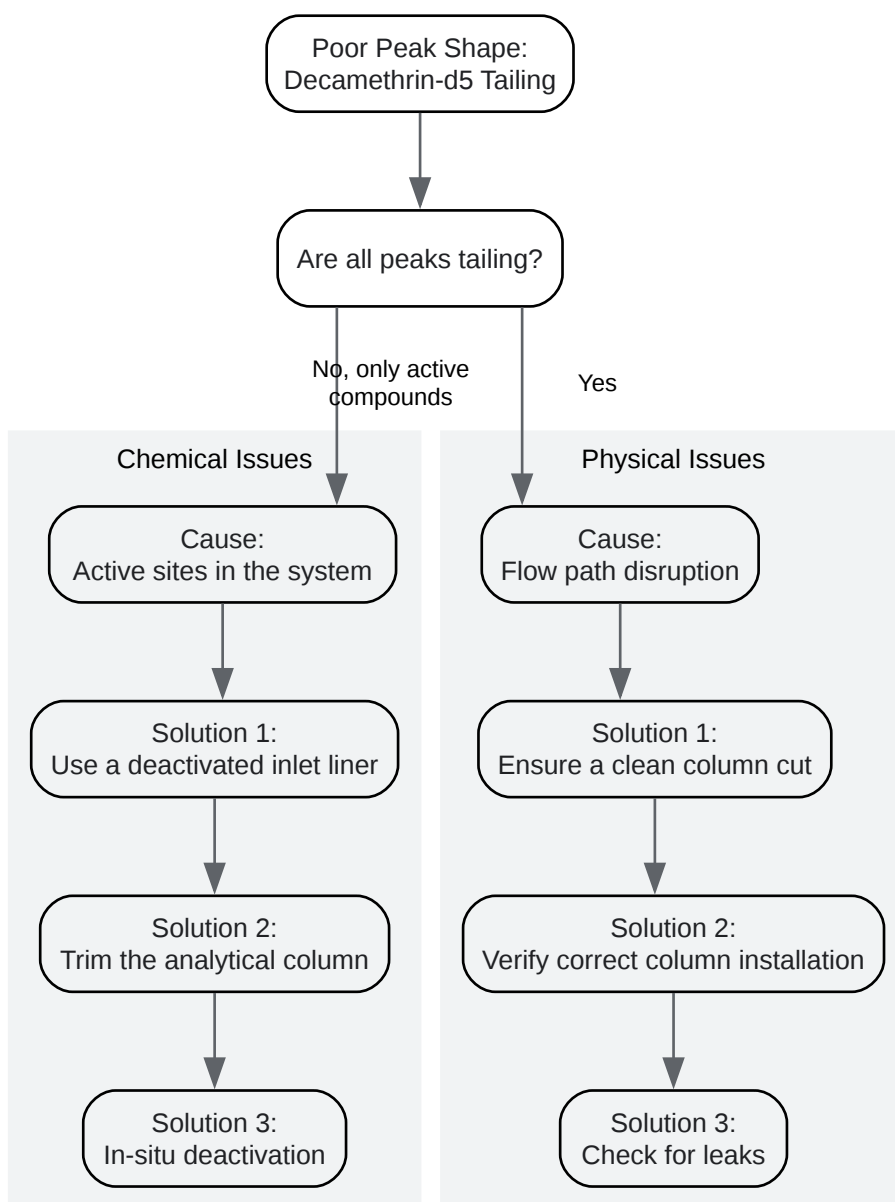 Poor Peak Shape:
Decamethrin-d5 Tailing
Are all peaks tailing?
No, only active
compounds
Yes
Chemical Issues
Cause:
Active sites in the system
Solution 1:
Use a deactivated inlet liner
Solution 2:
Trim the analytical column
Solution 3:
In-situ deactivation
Physical Issues
Cause:
Flow path disruption
Solution 1:
Ensure a clean column cut
Solution 2:
Verify correct column installation
Solution 3:
Check for leaks